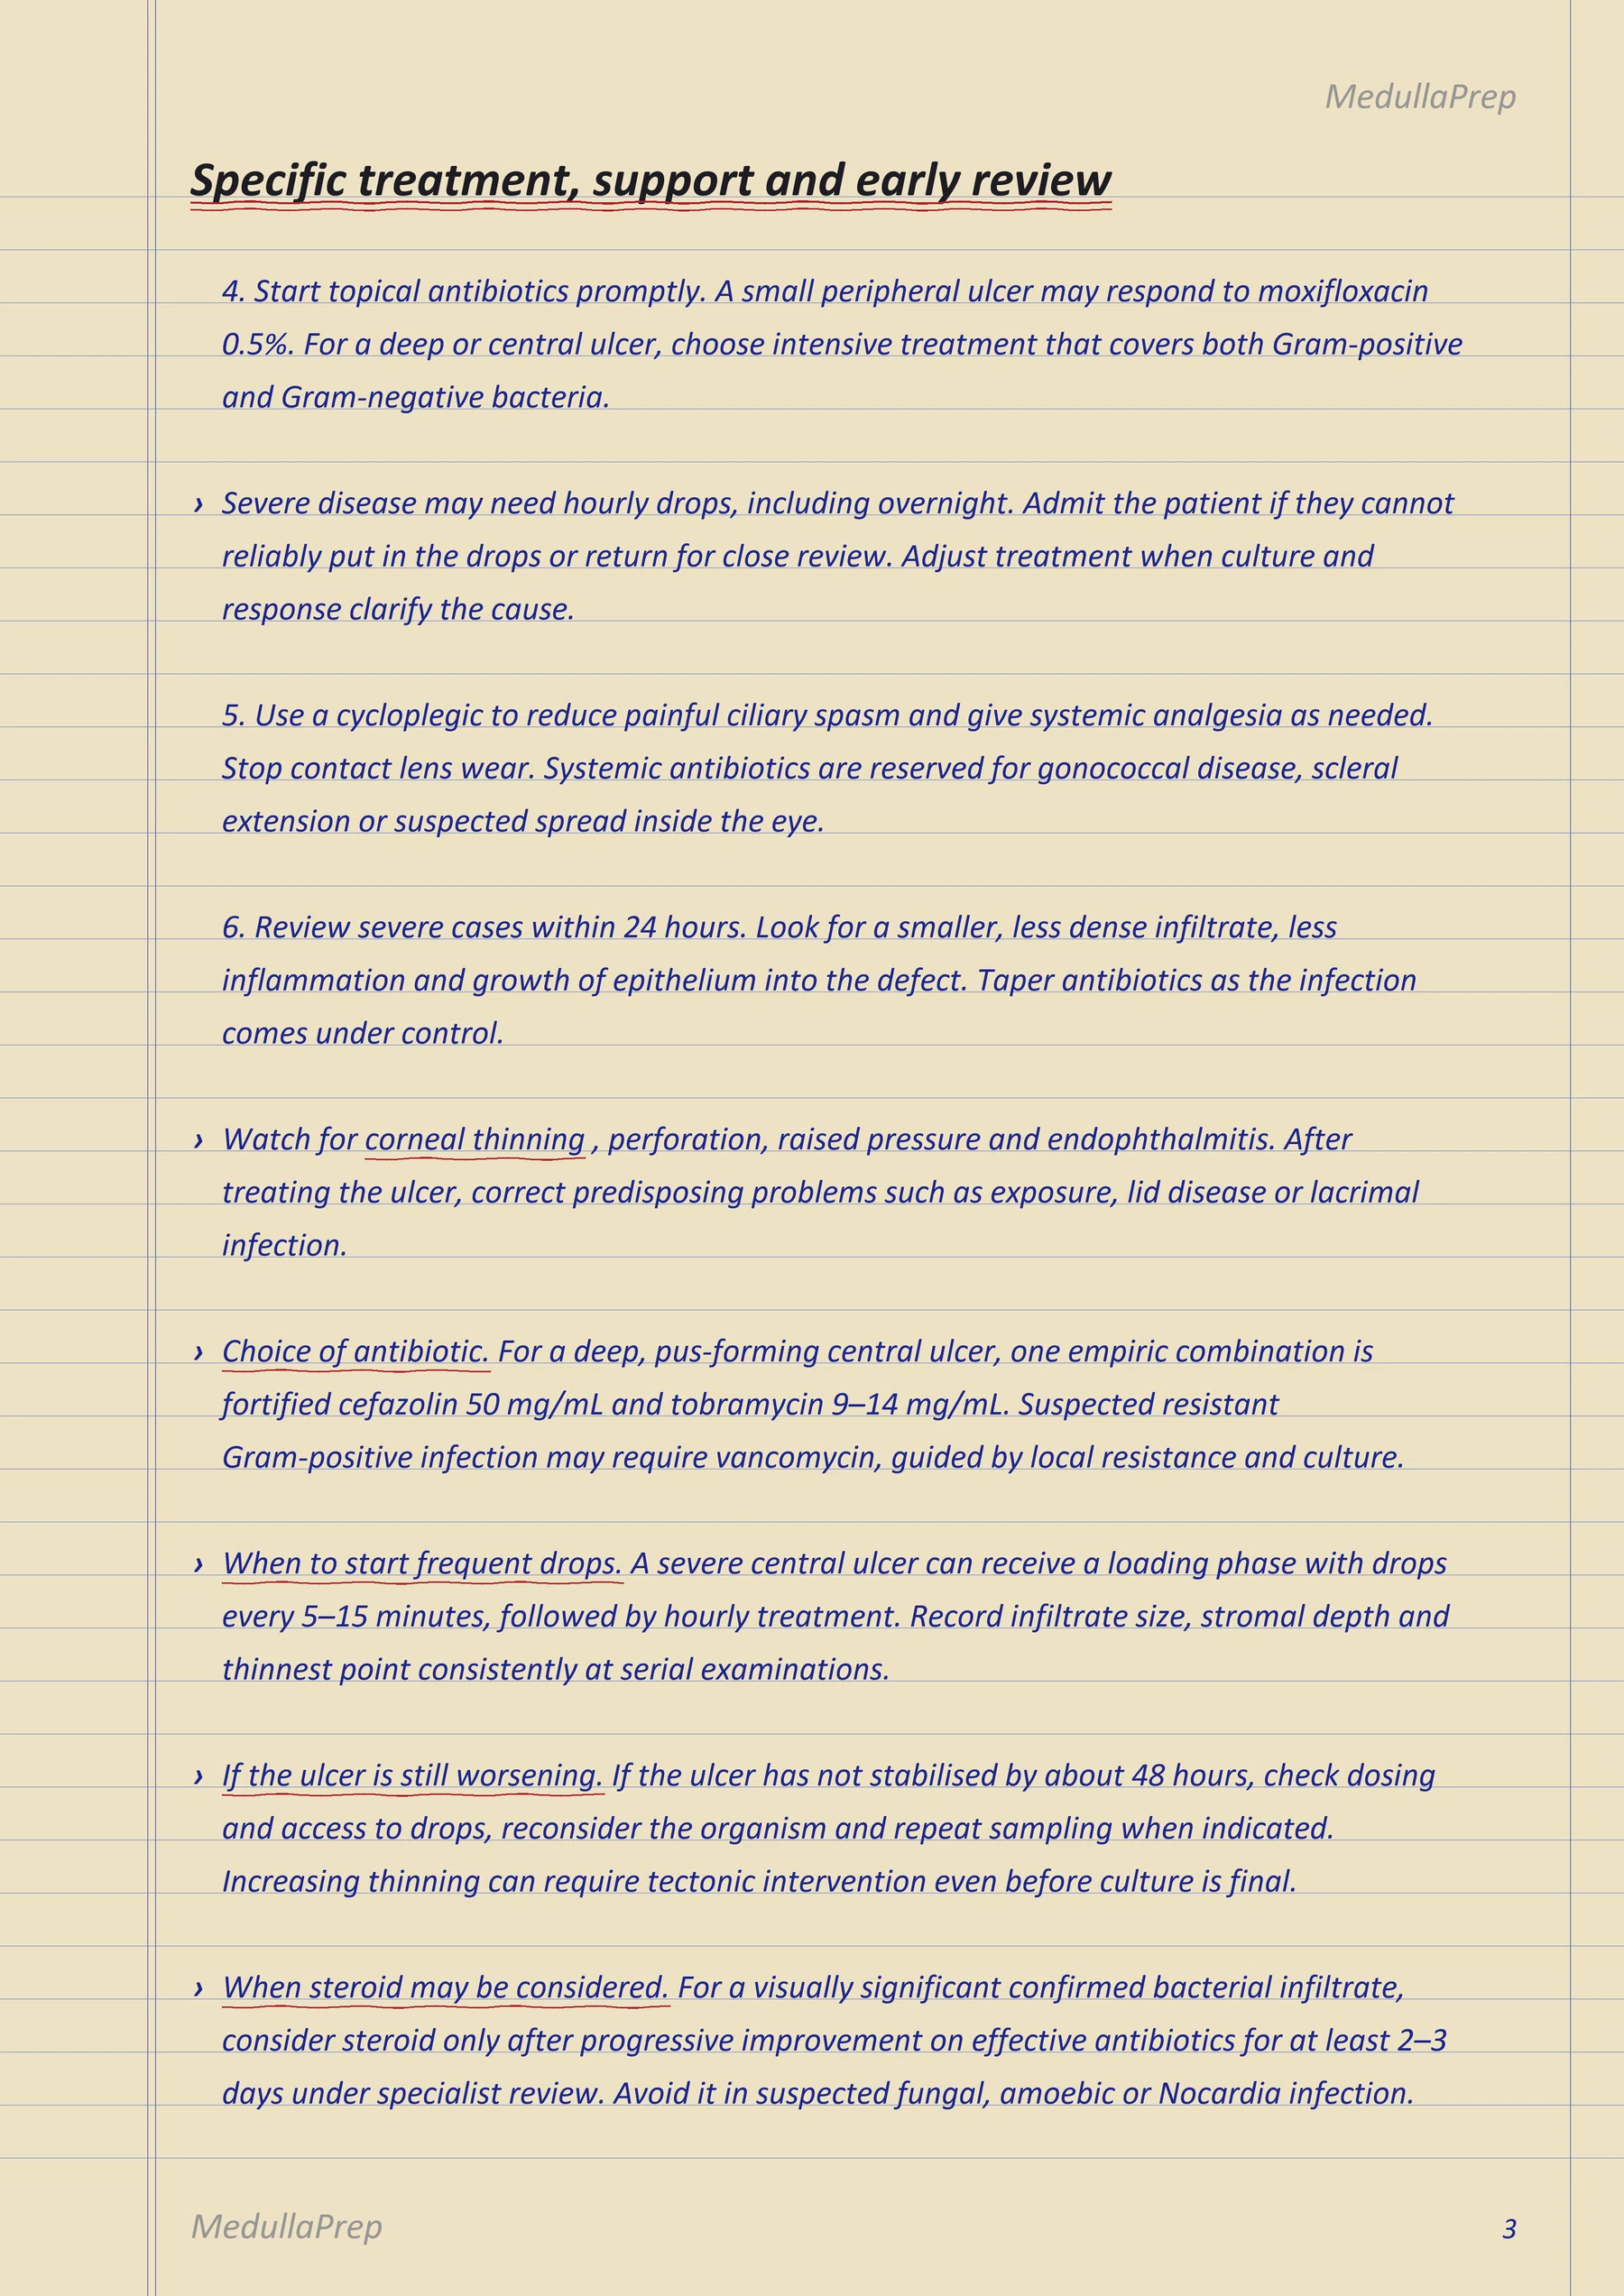 MedullaPrep
Specific treatment, support and early review
4. Start topical antibiotics promptly. A small peripheral ulcer may respond to moxifloxacin
0.5%. For a deep or central ulcer, choose intensive treatment that covers both Gram-positive
and Gram-negative bacteria.
› Severe disease may need hourly drops, including overnight. Admit the patient if they cannot
reliably put in the drops or return for close review. Adjust treatment when culture and
response clarify the cause.
5. Use a cycloplegic to reduce painful ciliary spasm and give systemic analgesia as needed.
Stop contact lens wear. Systemic antibiotics are reserved for gonococcal disease, scleral
extension or suspected spread inside the eye.
6. Review severe cases within 24 hours. Look for a smaller, less dense infiltrate, less
inflammation and growth of epithelium into the defect. Taper antibiotics as the infection
comes under control.
› Watch for corneal thinning , perforation, raised pressure and endophthalmitis. After
treating the ulcer, correct predisposing problems such as exposure, lid disease or lacrimal
infection.
› Choice of antibiotic. For a deep, pus-forming central ulcer, one empiric combination is
fortified cefazolin 50 mg/mL and tobramycin 9–14 mg/mL. Suspected resistant
Gram-positive infection may require vancomycin, guided by local resistance and culture.
› When to start frequent drops. A severe central ulcer can receive a loading phase with drops
every 5–15 minutes, followed by hourly treatment. Record infiltrate size, stromal depth and
thinnest point consistently at serial examinations.
› If the ulcer is still worsening. If the ulcer has not stabilised by about 48 hours, check dosing
and access to drops, reconsider the organism and repeat sampling when indicated.
Increasing thinning can require tectonic intervention even before culture is final.
› When steroid may be considered. For a visually significant confirmed bacterial infiltrate,
consider steroid only after progressive improvement on effective antibiotics for at least 2–3
days under specialist review. Avoid it in suspected fungal, amoebic or Nocardia infection.
MedullaPrep
3